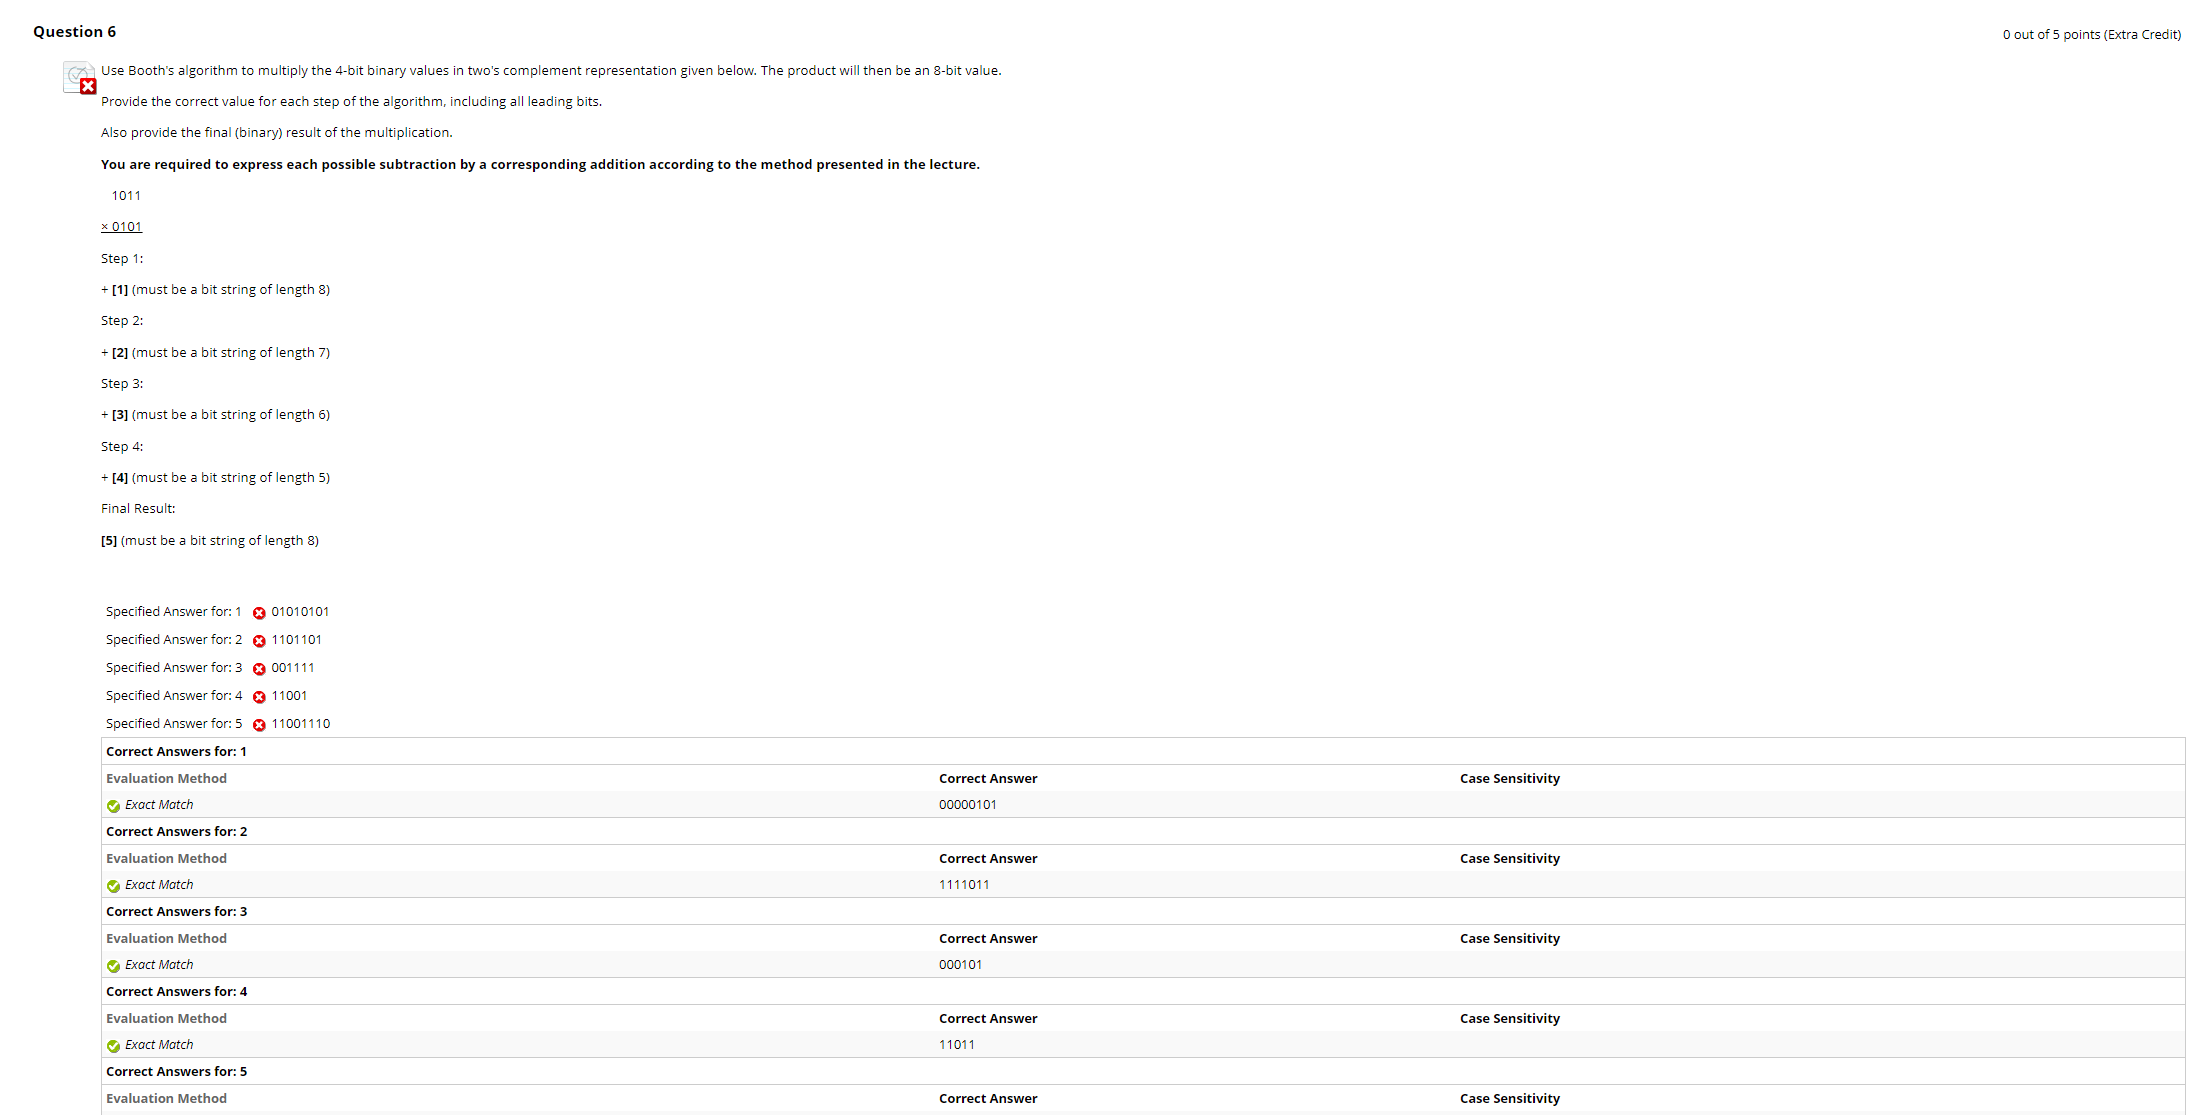 Question 6
0 out of 5 points (Extra Credit)
Use Booth's algorithm to multiply the 4-bit binary values in two's complement representation given below. The product will then be an 8-bit value.
Provide the correct value for each step of the algorithm, including all leading bits.
Also provide the final (binary) result of the multiplication.
You are required to express each possible subtraction by a corresponding addition according to the method presented in the lecture.
1011
× 0101
Step 1:
+ [1] (must be a bit string of length 8)
Step 2:
+ [2] (must be a bit string of length 7)
Step 3:
+ [3] (must be a bit string of length 6)
Step 4:
+ [4] (must be a bit string of length 5)
Final Result:
[5] (must be a bit string of length 8)
Specified Answer for: 1 01010101
Specified Answer for: 2 1101101
Specified Answer for: 3 001111
Specified Answer for: 4 11001
Specified Answer for: 5 11001110
Correct Answers for: 1
Evaluation Method Correct Answer Case Sensitivity
Exact Match 00000101
Correct Answers for: 2
Evaluation Method Correct Answer Case Sensitivity
Exact Match 1111011
Correct Answers for: 3
Evaluation Method Correct Answer Case Sensitivity
Exact Match 000101
Correct Answers for: 4
Evaluation Method Correct Answer Case Sensitivity
Exact Match 11011
Correct Answers for: 5
Evaluation Method Correct Answer Case Sensitivity